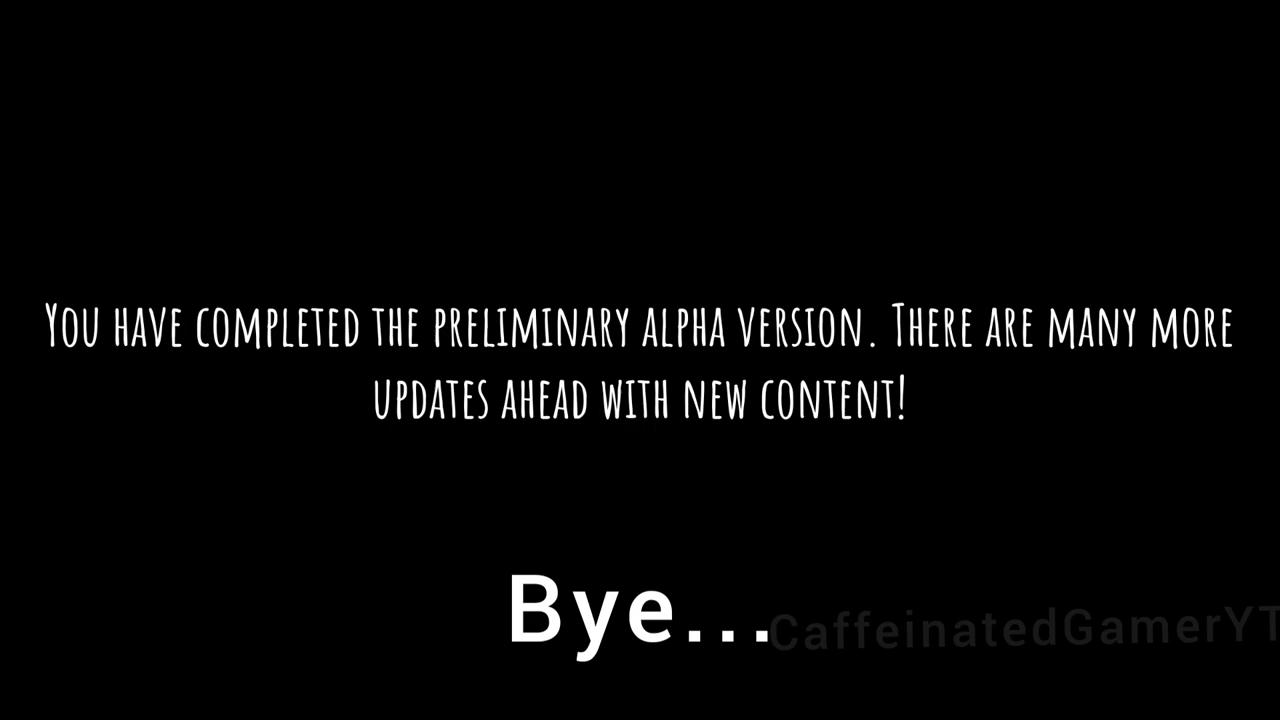 You have completed the preliminary alpha version. There are many more
updates ahead with new content!
Bye...
CaffeinatedGamerYT